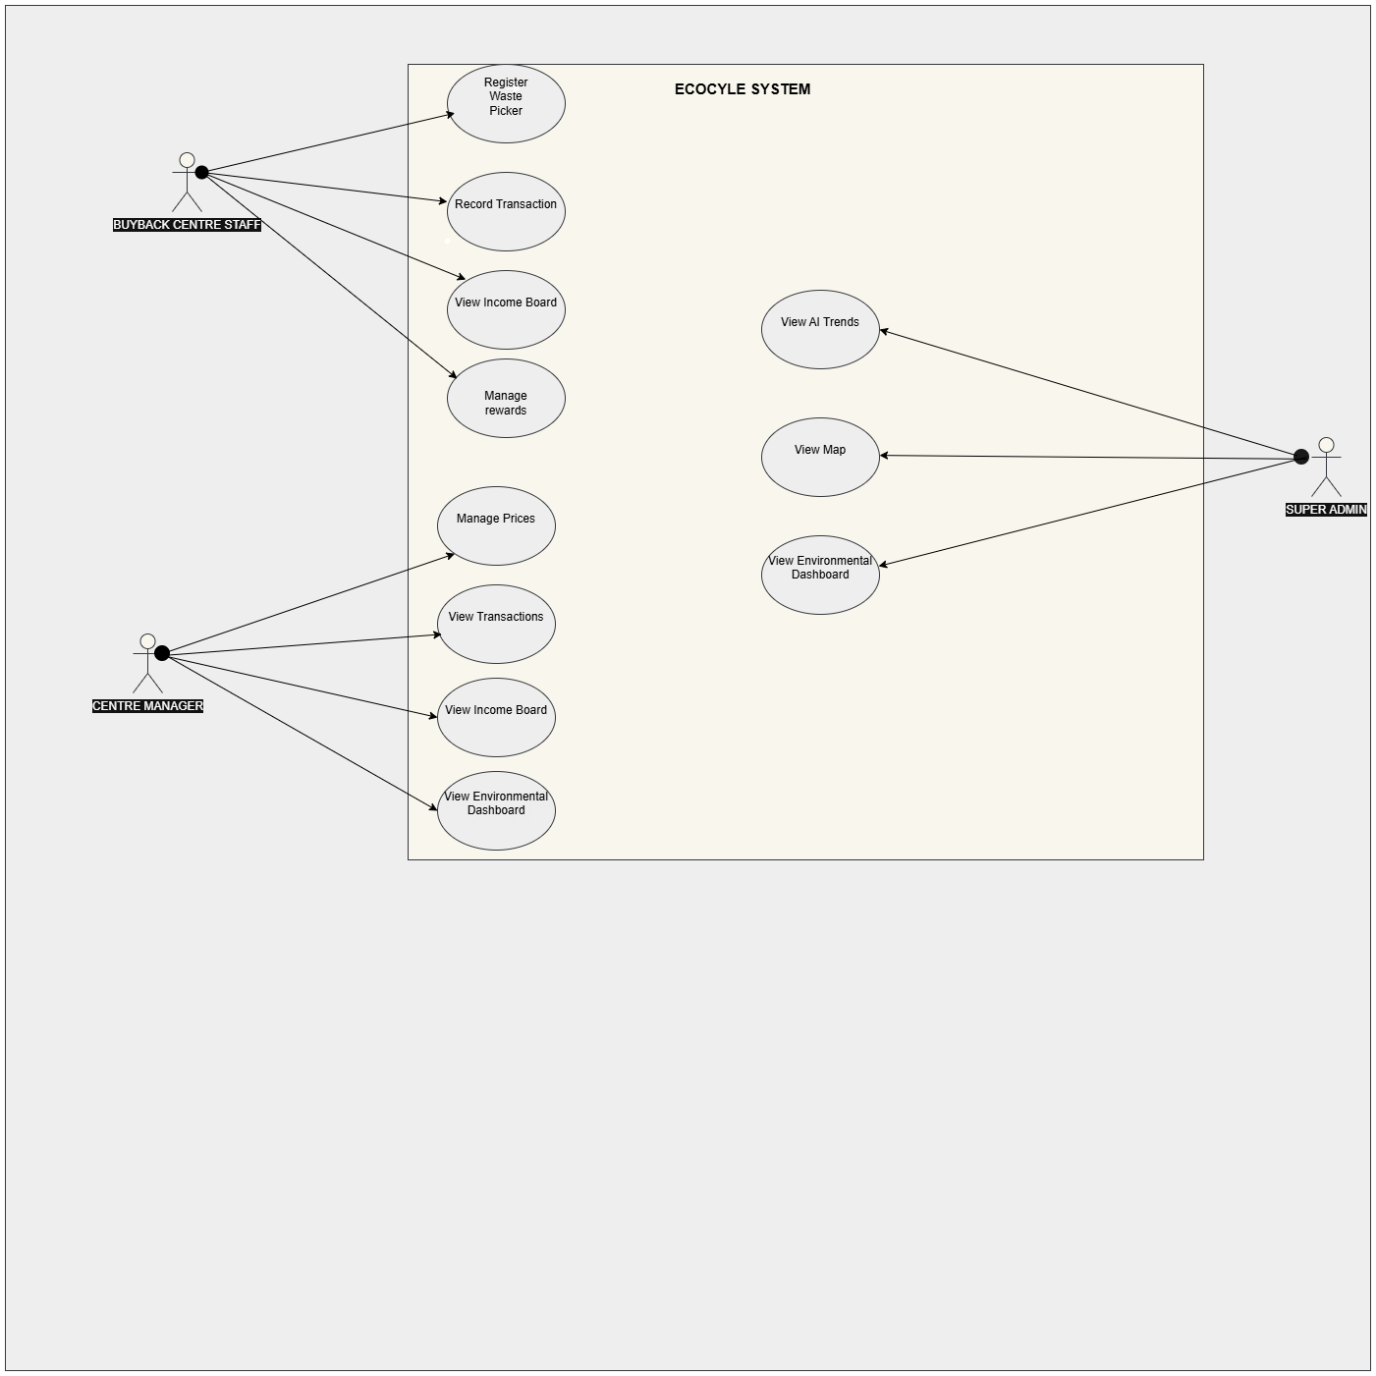 ECOCYLE SYSTEM
Register
Waste
Picker
BUYBACK CENTRE STAFF
Record Transaction
View Income Board
Manage
rewards
View AI Trends
View Map
View Environmental
Dashboard
SUPER ADMIN
Manage Prices
View Transactions
CENTRE MANAGER
View Income Board
View Environmental
Dashboard